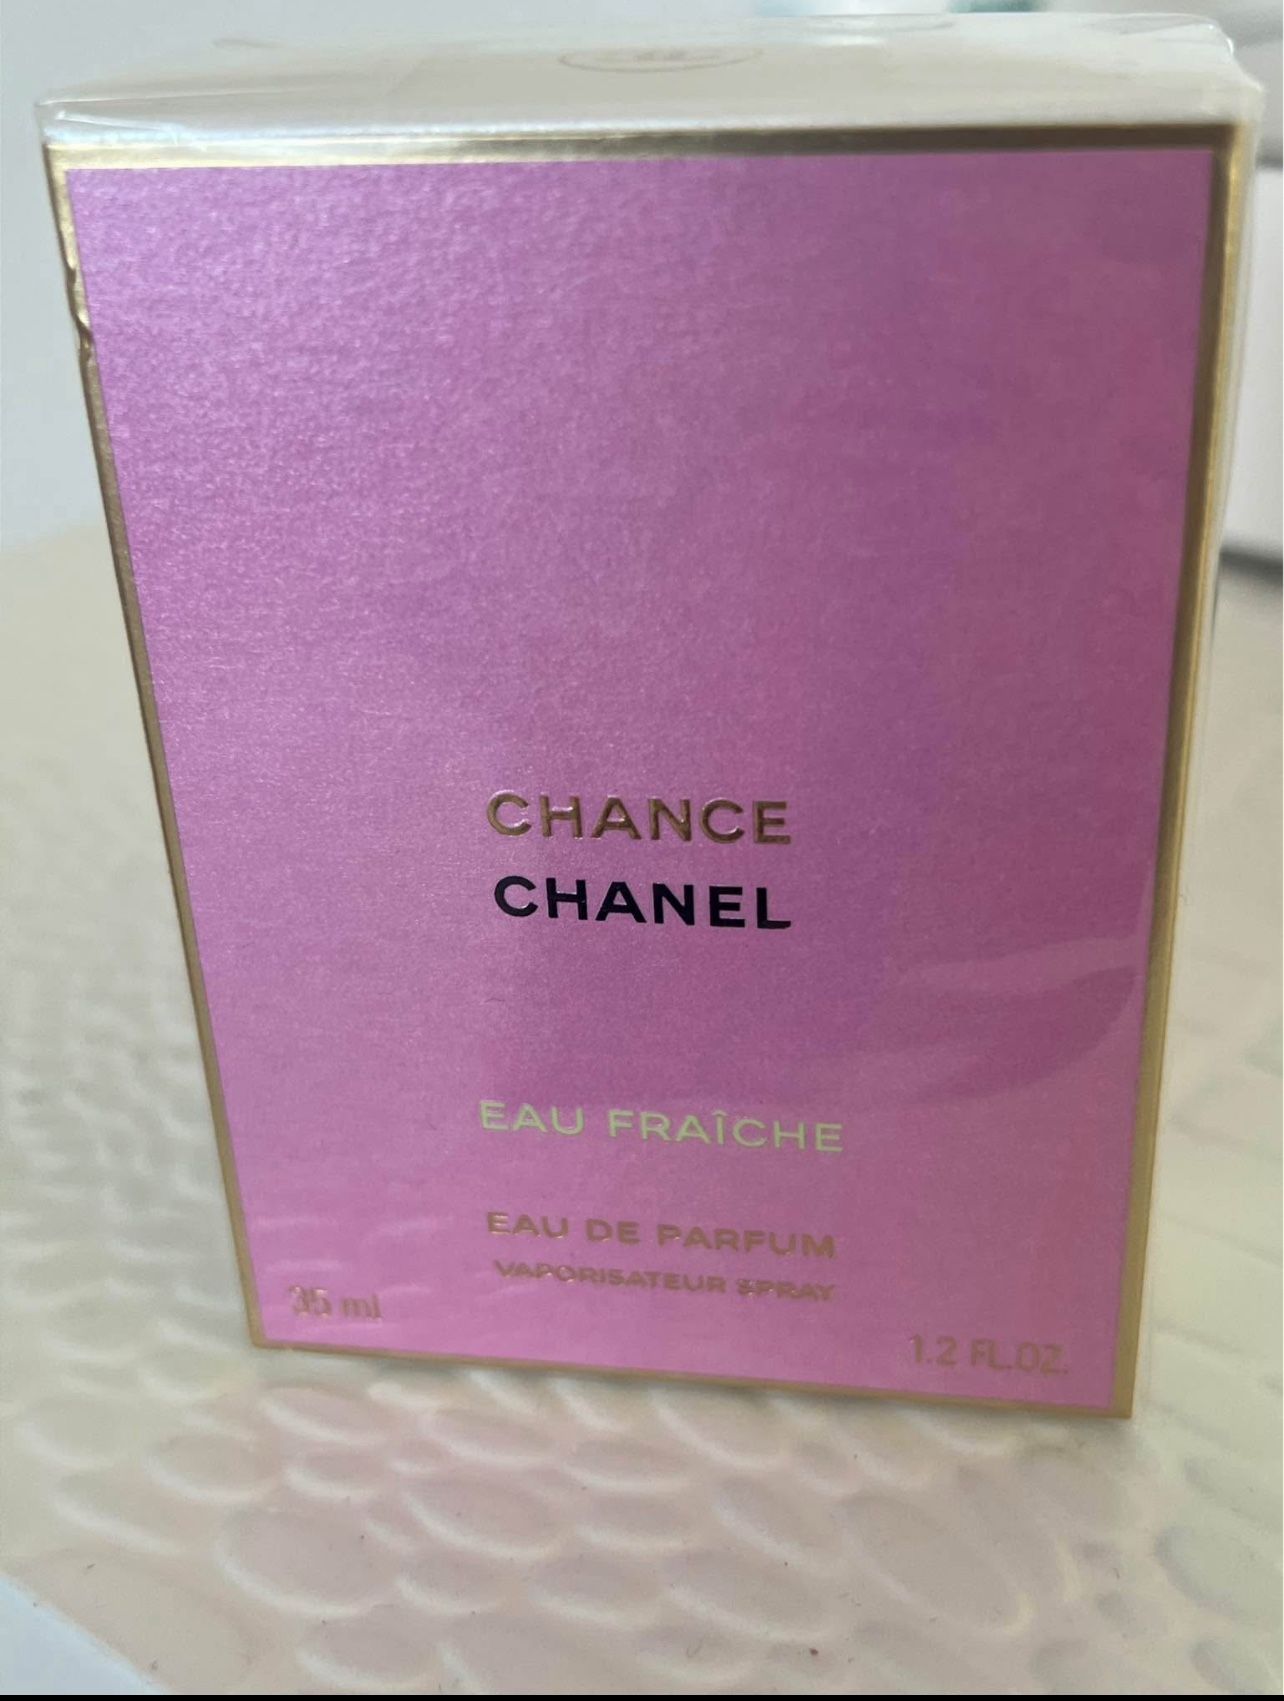 CHANCE
CHANEL
EAU FRAÎCHE
EAU DE PARFUM
VAPORISATEUR SPRAY
35 ml
1.2 FL.OZ.